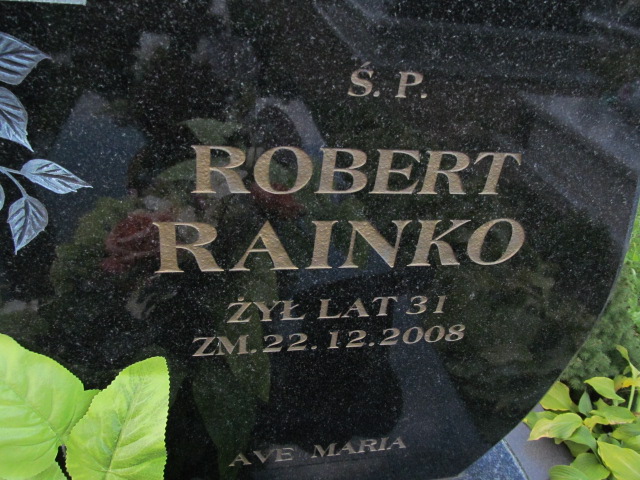 Ś. P.
ROBERT
RAINKO
ŻYŁ LAT 31
ZM. 22.12.2008
AVE MARIA